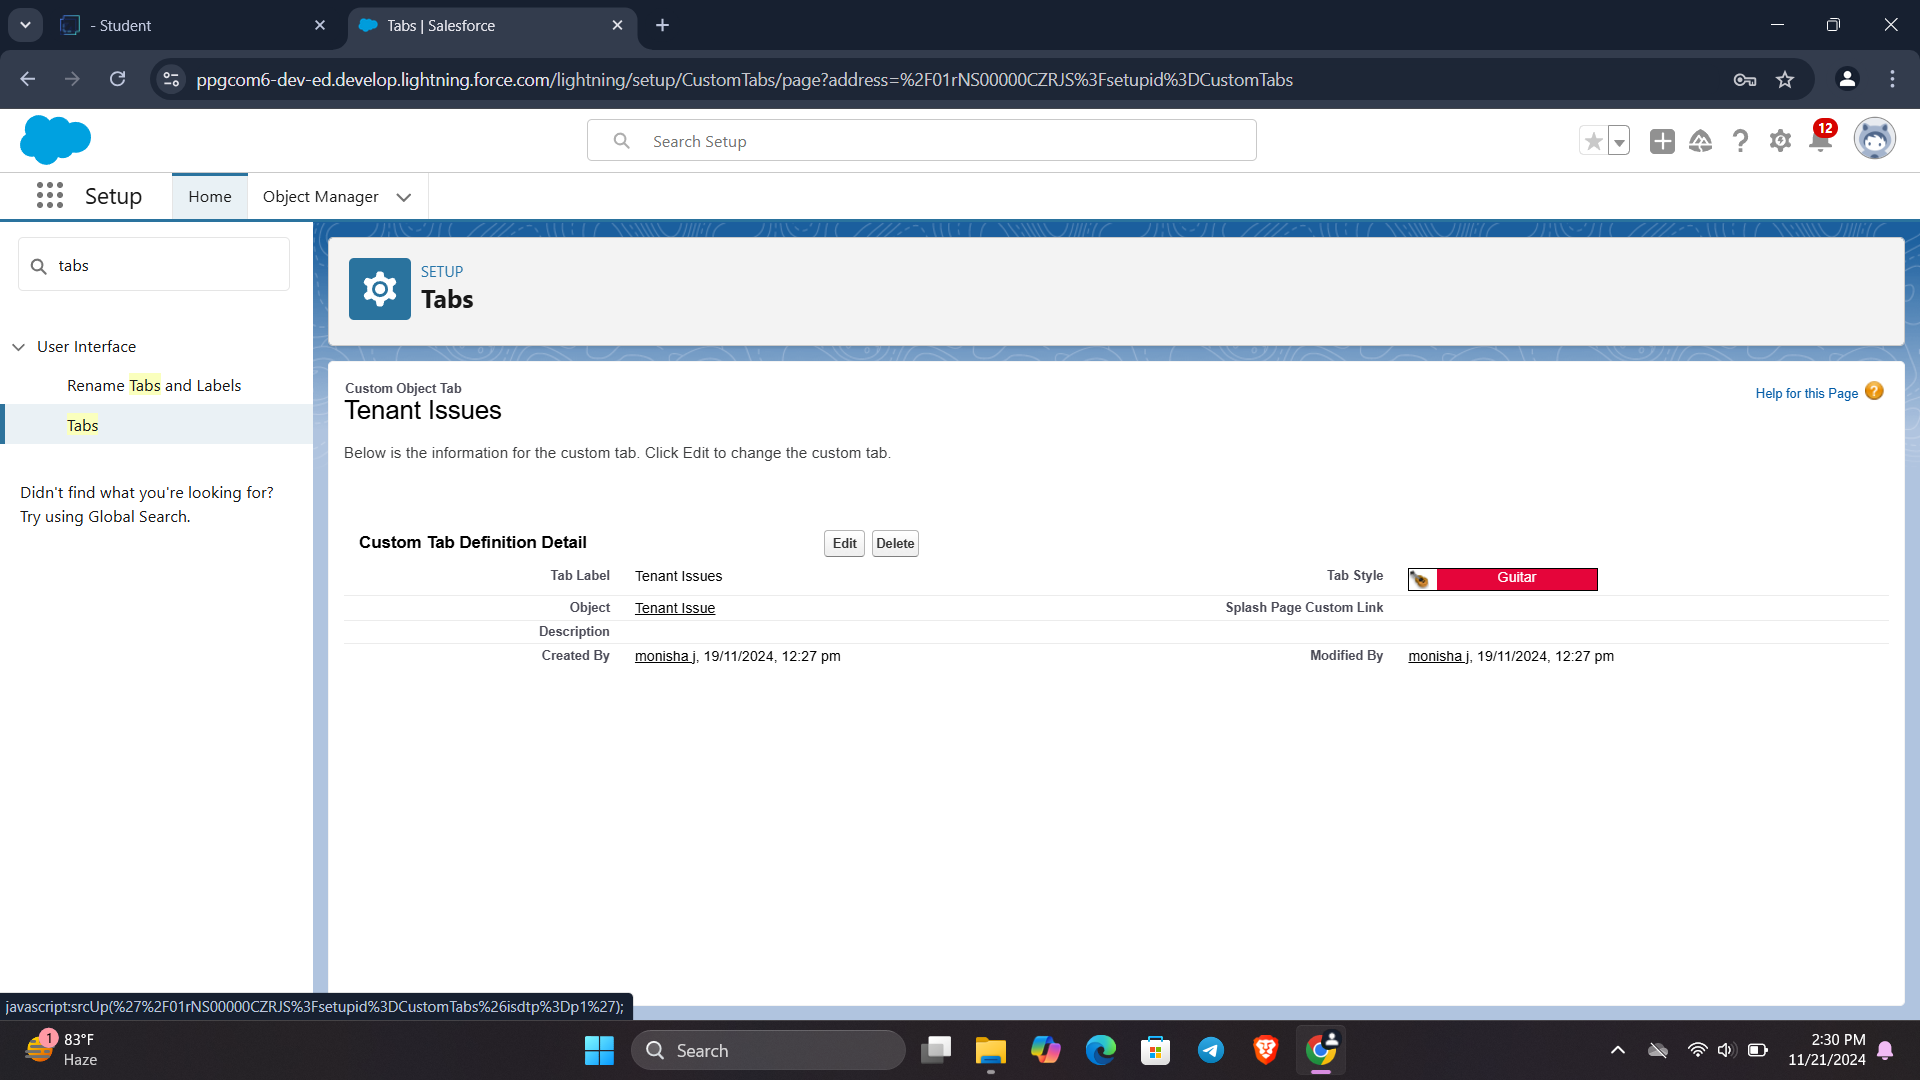 - Student
Tabs | Salesforce
ppgcom6-dev-ed.develop.lightning.force.com/lightning/setup/CustomTabs/page?address=%2F01rNS00000CZRJS%3Fsetupid%3DCustomTabs
Search Setup
12
Setup
Home
Object Manager
tabs
User Interface
Rename Tabs and Labels
Tabs
Didn't find what you're looking for?
Try using Global Search.
SETUP
Tabs
Custom Object Tab
Tenant Issues
Help for this Page ?
Below is the information for the custom tab. Click Edit to change the custom tab.
Custom Tab Definition Detail
Edit
Delete
Tab Label Tenant Issues
Tab Style Guitar
Object Tenant Issue
Splash Page Custom Link
Description
Created By monisha j, 19/11/2024, 12:27 pm
Modified By monisha j, 19/11/2024, 12:27 pm
javascript:srcUp(%27%2F01rNS00000CZRJS%3Fsetupid%3DCustomTabs%26isdtp%3Dp1%27);
1
83°F
Haze
Search
2:30 PM
11/21/2024